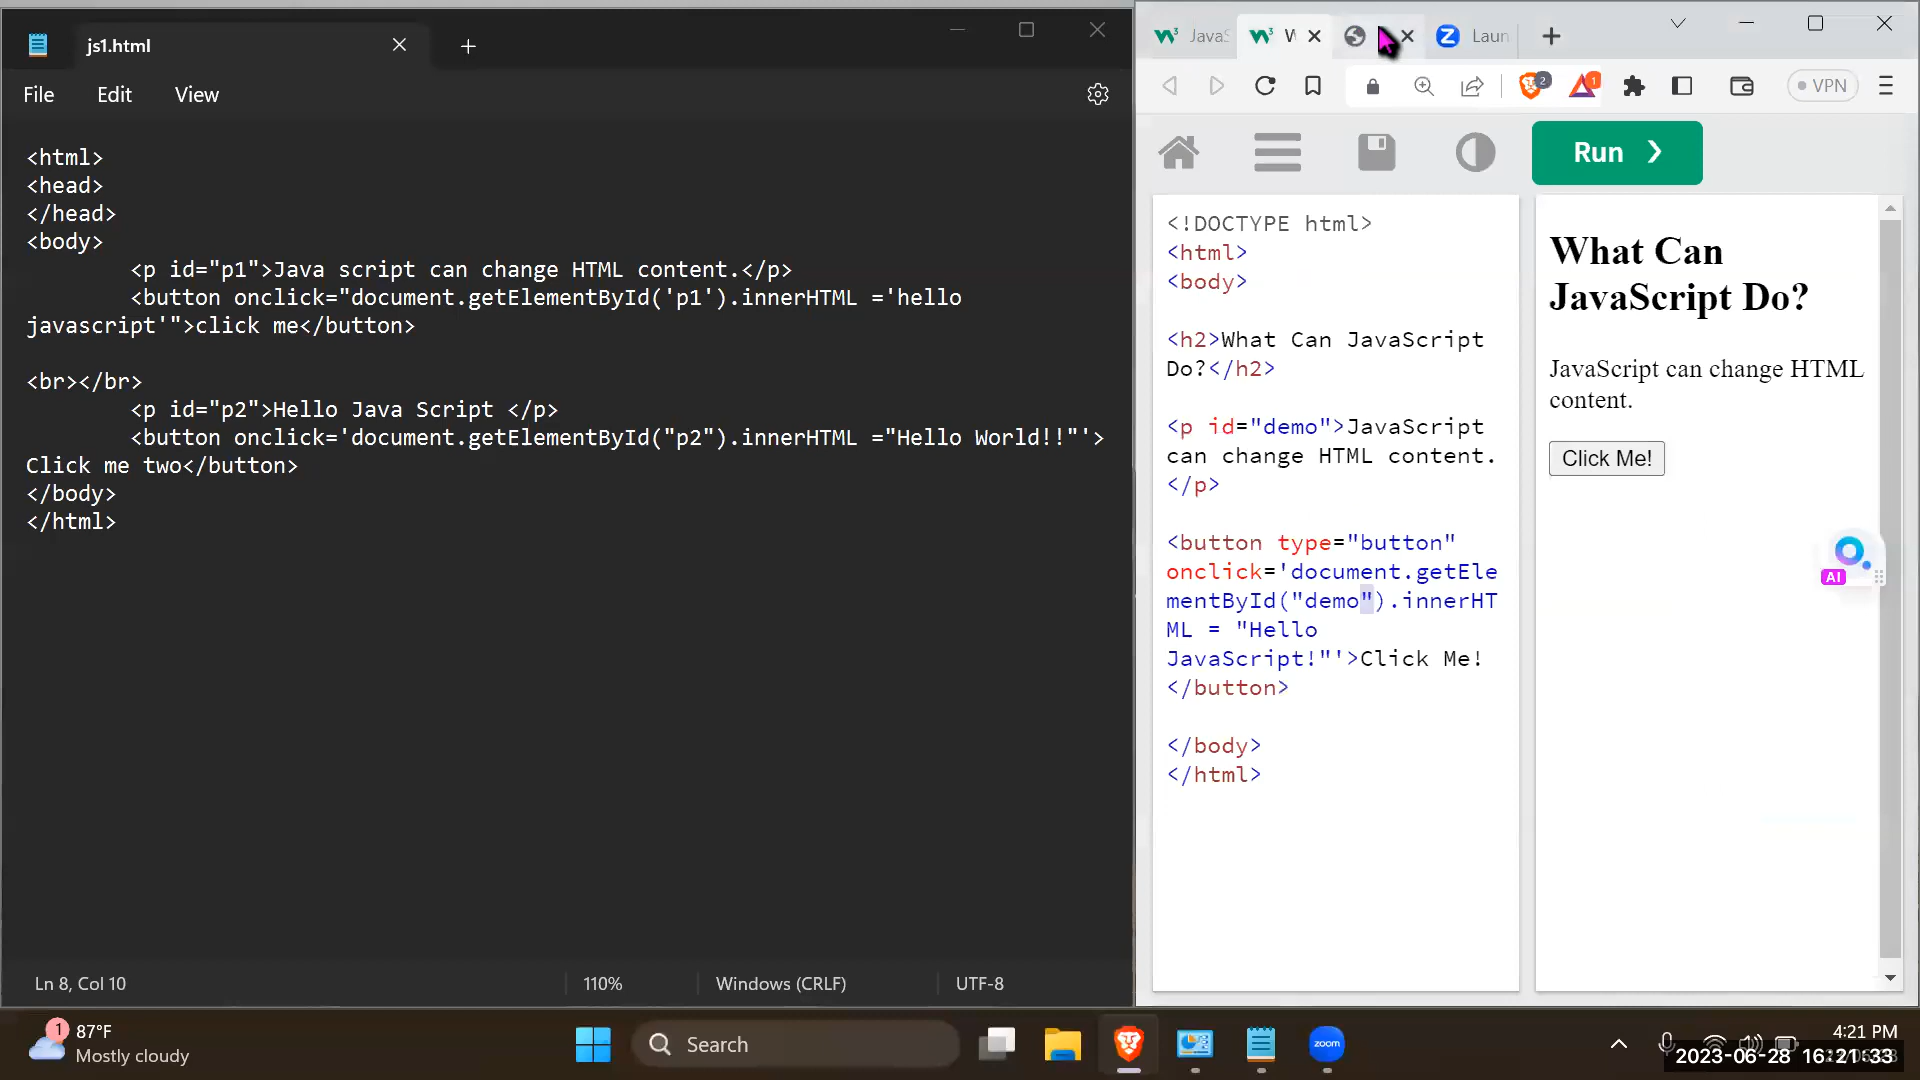 js1.html
File Edit View
<html>
<head>
</head>
<body>
<p id="p1">Java script can change HTML content.</p>
<button onclick="document.getElementById('p1').innerHTML ='hello
javascript'">click me</button>
<br></br>
<p id="p2">Hello Java Script </p>
<button onclick='document.getElementById("p2").innerHTML ="Hello World!!"'>
Click me two</button>
</body>
</html>
Ln 8, Col 10 110% Windows (CRLF) UTF-8
JavaS W Laun
2 1 VPN
Run
<!DOCTYPE html>
<html>
<body>
<h2>What Can JavaScript
Do?</h2>
<p id="demo">JavaScript
can change HTML content.
</p>
<button type="button"
onclick='document.getEle
mentById("demo").innerHT
ML = "Hello
JavaScript!"'>Click Me!
</button>
</body>
</html>
What Can
JavaScript Do?
JavaScript can change HTML
content.
Click Me!
AI
1 87°F
Mostly cloudy
Search
zoom
4:21 PM
2023-06-28 16:21:33